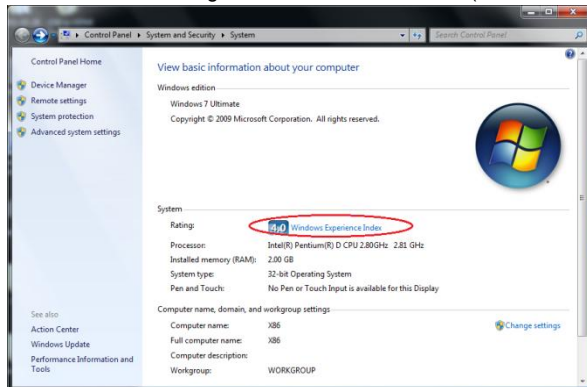 Control Panel ▸ System and Security ▸ System
Search Control Panel
Control Panel Home
Device Manager
Remote settings
System protection
Advanced system settings
See also
Action Center
Windows Update
Performance Information and
Tools
View basic information about your computer
Windows edition
Windows 7 Ultimate
Copyright © 2009 Microsoft Corporation. All rights reserved.
System
Rating: 4,0 Windows Experience Index
Processor: Intel(R) Pentium(R) D CPU 2.80GHz 2.81 GHz
Installed memory (RAM): 2.00 GB
System type: 32-bit Operating System
Pen and Touch: No Pen or Touch Input is available for this Display
Computer name, domain, and workgroup settings
Computer name: X86
Change settings
Full computer name: X86
Computer description:
Workgroup: WORKGROUP